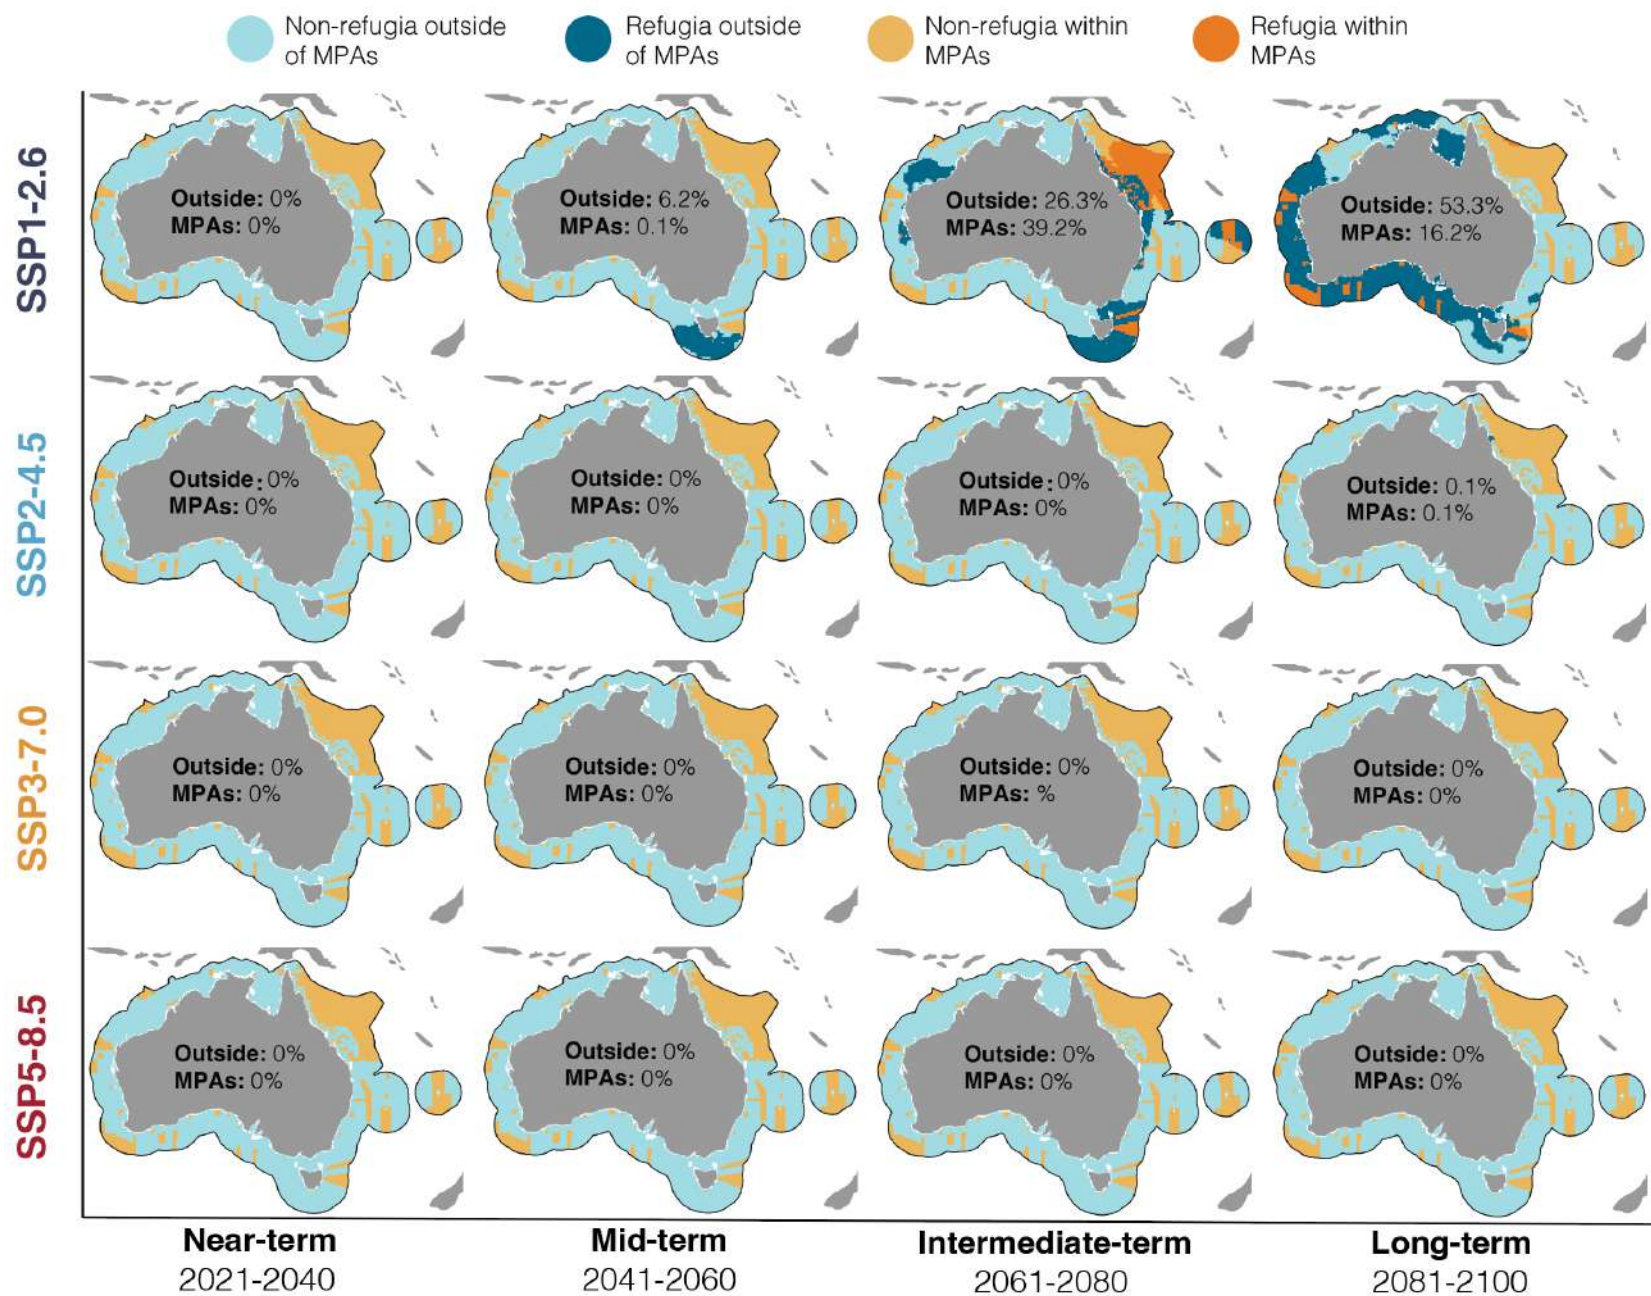 Non-refugia outside
of MPAs
Refugia outside
of MPAs
Non-refugia within
MPAs
Refugia within
MPAs
SSP1-2.6
Outside: 0%
MPAs: 0%
Outside: 6.2%
MPAs: 0.1%
Outside: 26.3%
MPAs: 39.2%
Outside: 53.3%
MPAs: 16.2%
SSP2-4.5
Outside: 0%
MPAs: 0%
Outside: 0%
MPAs: 0%
Outside: 0%
MPAs: 0%
Outside: 0.1%
MPAs: 0.1%
SSP3-7.0
Outside: 0%
MPAs: 0%
Outside: 0%
MPAs: 0%
Outside: 0%
MPAs: %
Outside: 0%
MPAs: 0%
SSP5-8.5
Outside: 0%
MPAs: 0%
Outside: 0%
MPAs: 0%
Outside: 0%
MPAs: 0%
Outside: 0%
MPAs: 0%
Near-term
2021-2040
Mid-term
2041-2060
Intermediate-term
2061-2080
Long-term
2081-2100